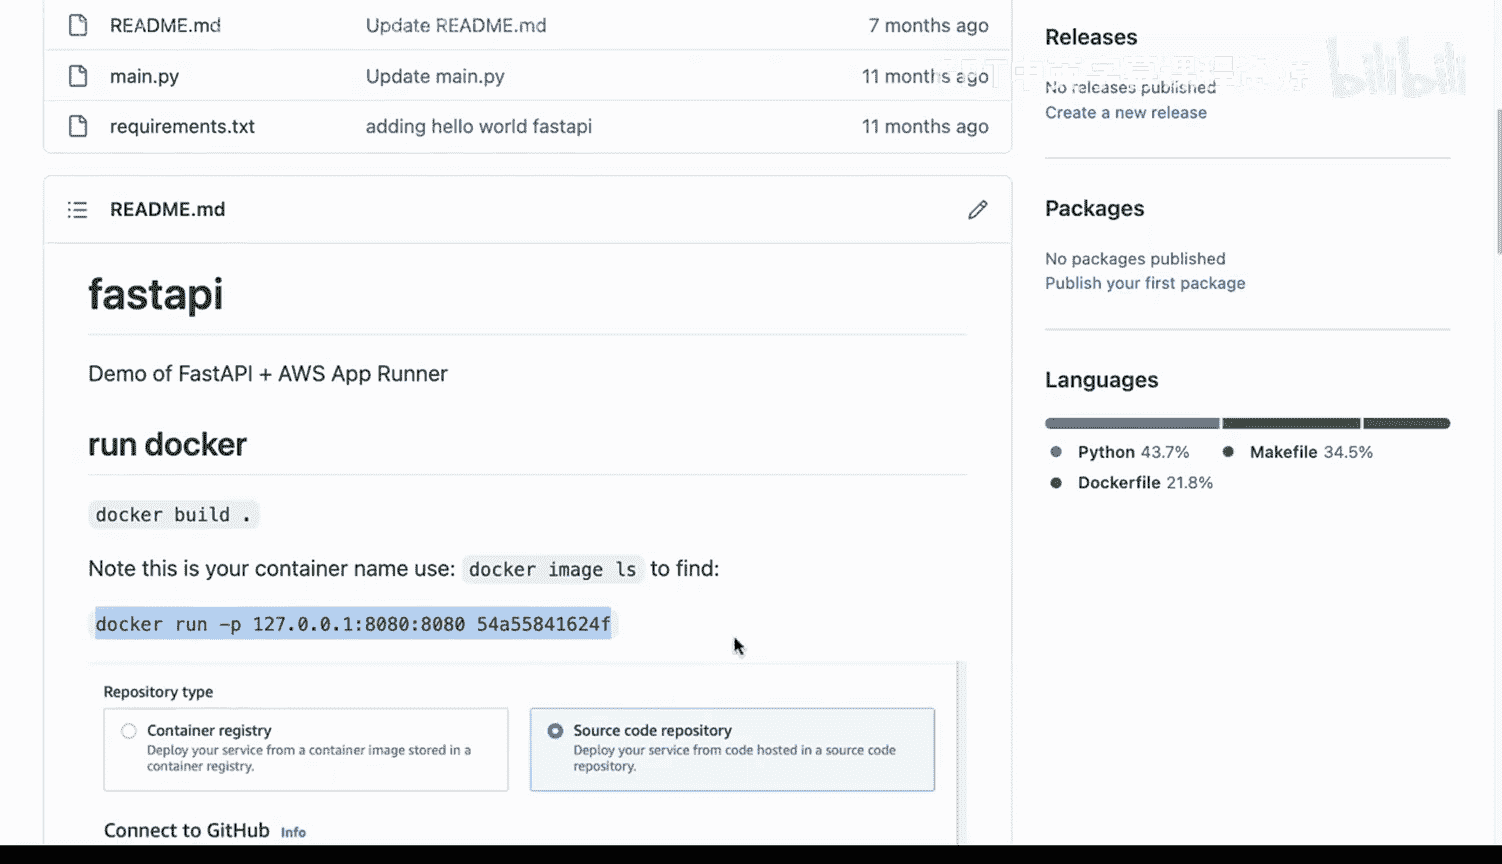 README.md Update README.md 7 months ago
main.py Update main.py 11 months ago
requirements.txt adding hello world fastapi 11 months ago
README.md
fastapi
Demo of FastAPI + AWS App Runner
run docker
docker build .
Note this is your container name use: docker image ls to find:
docker run -p 127.0.0.1:8080:8080 54a55841624f
Repository type
Container registry
Deploy your service from a container image stored in a
container registry.
Source code repository
Deploy your service from code hosted in a source code
repository.
Connect to GitHub Info
Releases
No releases published
Create a new release
Packages
No packages published
Publish your first package
Languages
Python 43.7% Makefile 34.5%
Dockerfile 21.8%
bilibili